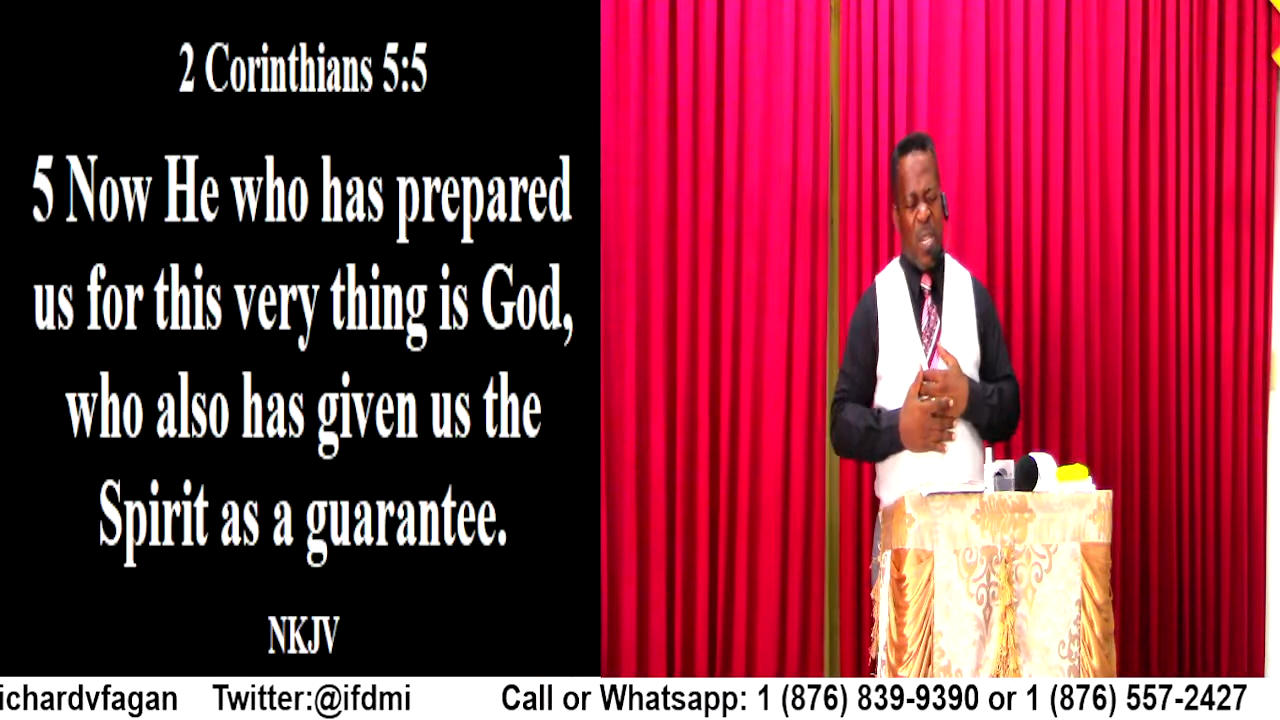 2 Corinthians 5:5
5 Now He who has prepared
us for this very thing is God,
who also has given us the
Spirit as a guarantee.
NKJV
ichardvfagan Twitter:@ifdmi Call or Whatsapp: 1 (876) 839-9390 or 1 (876) 557-2427